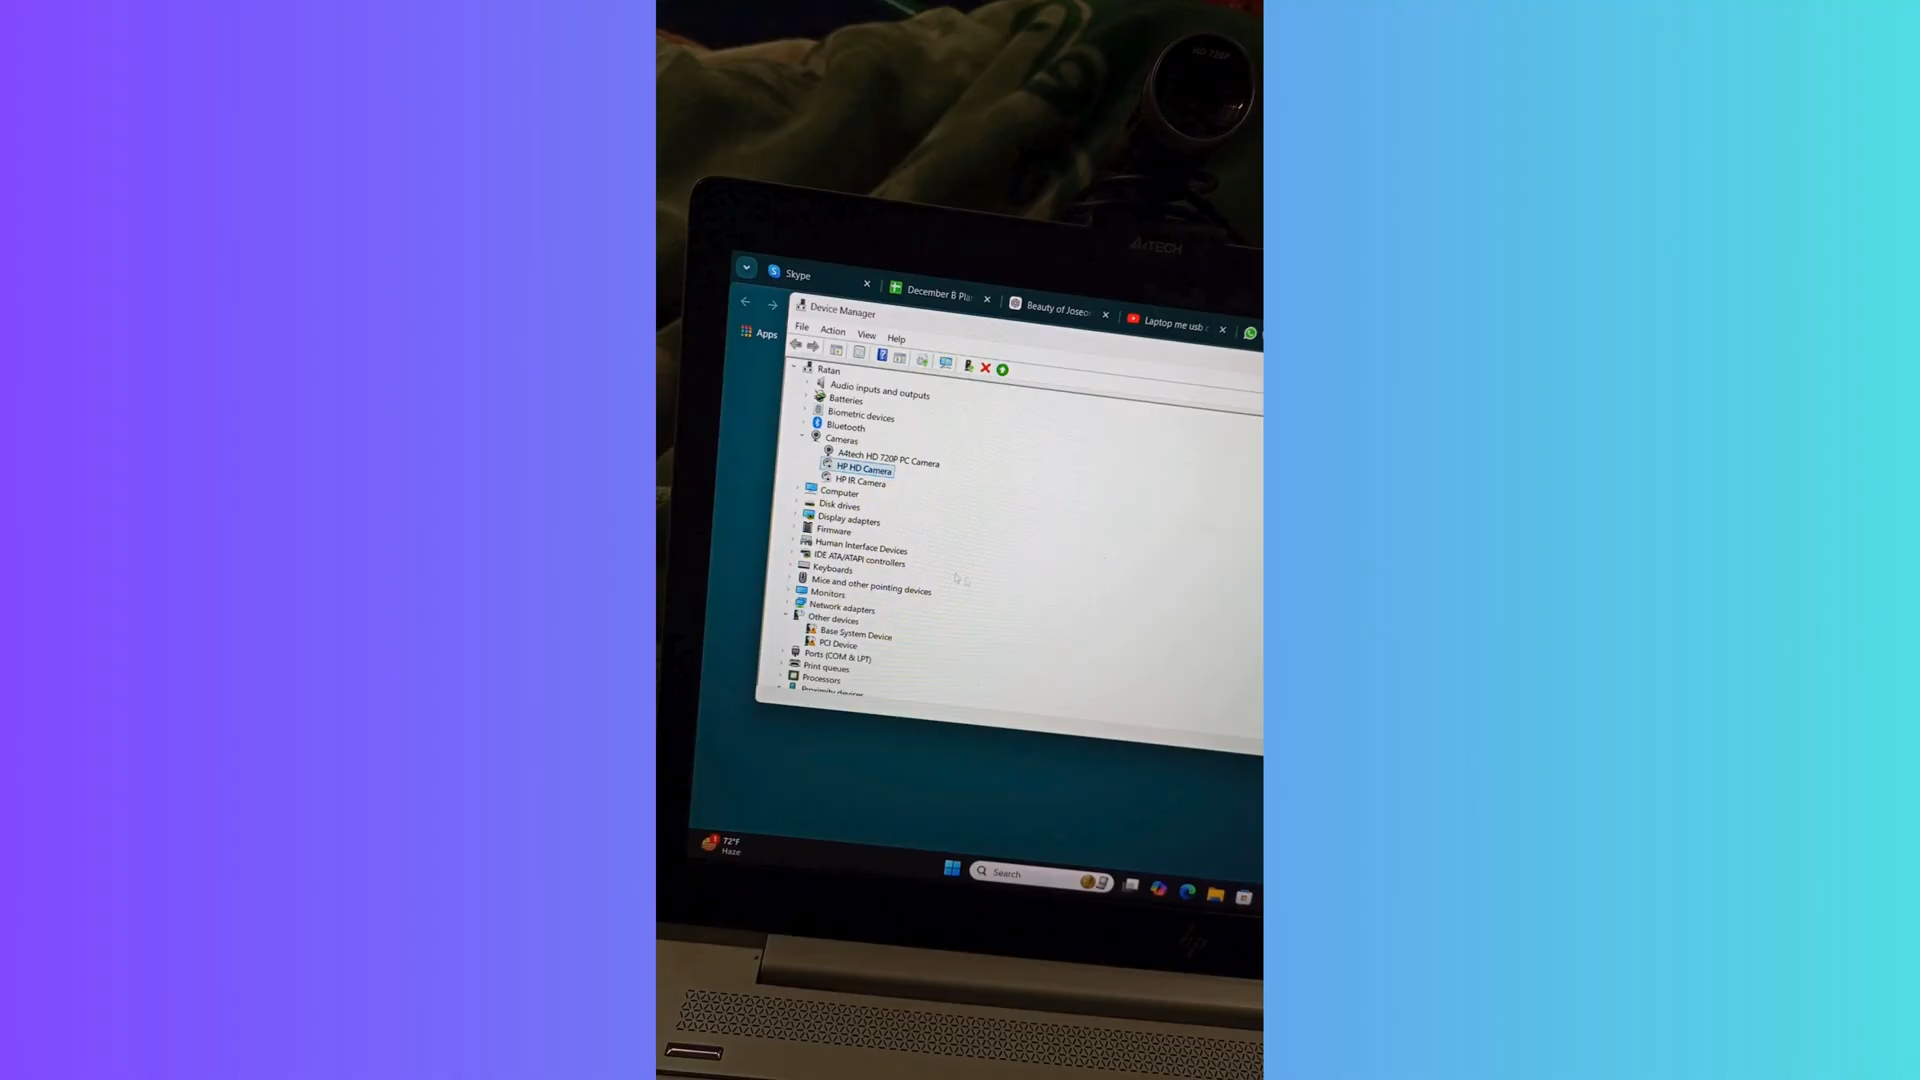 HD 720P
A4TECH
Skype
December B Pla
Beauty of Joseo
Laptop me usb c
Device Manager
File Action View Help
Apps
Ratan
Audio inputs and outputs
Batteries
Biometric devices
Bluetooth
Cameras
A4tech HD 720P PC Camera
HP HD Camera
HP IR Camera
Computer
Disk drives
Display adapters
Firmware
Human Interface Devices
IDE ATA/ATAPI controllers
Keyboards
Mice and other pointing devices
Monitors
Network adapters
Other devices
Base System Device
PCI Device
Ports (COM & LPT)
Print queues
Processors
Proximity devices
72°F
Haze
Search
hp